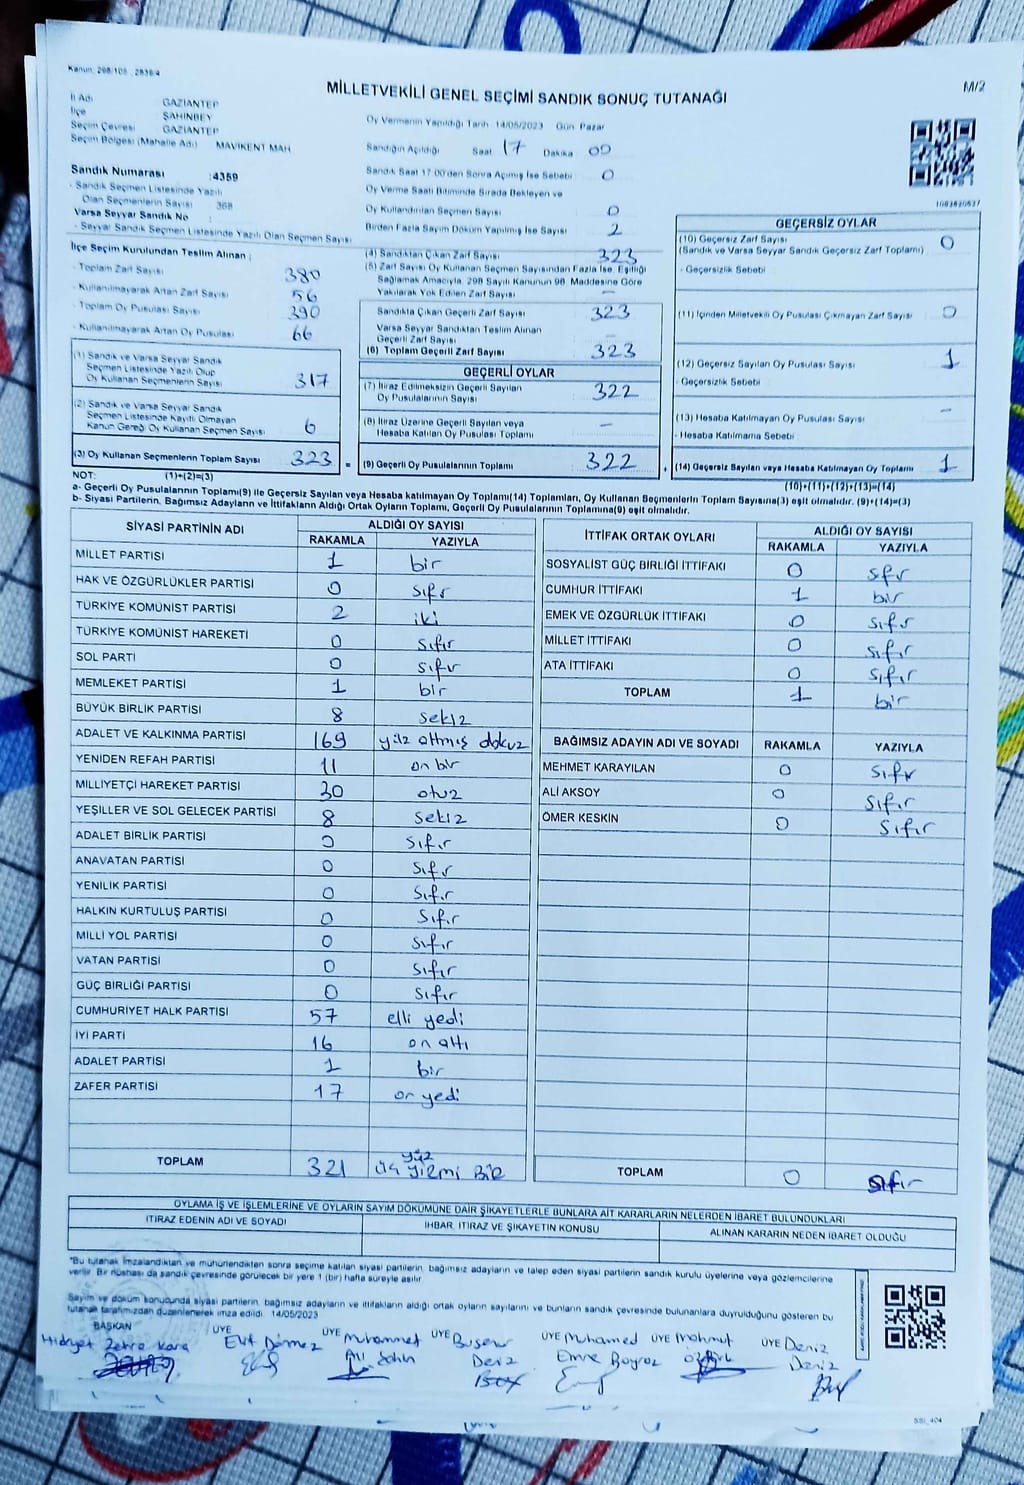 Kanun: 298/105 , 2839/4
M/2
MİLLETVEKİLİ GENEL SEÇİMİ SANDIK SONUÇ TUTANAĞI
İl Adı GAZİANTEP
İlçe ŞAHİNBEY
Seçim Çevresi GAZİANTEP
Seçim Bölgesi (Mahalle Adı) MAVİKENT MAH
Sandık Numarası :4359
- Sandık Seçmen Listesinde Yazılı
Olan Seçmenlerin Sayısı 368
Varsa Seyyar Sandık No :
- Seyyar Sandık Seçmen Listesinde Yazılı Olan Seçmen Sayısı
Oy Vermenin Yapıldığı Tarih 14/05/2023 Gün Pazar
Sandığın Açıldığı Saat 17 Dakika 00
Sandık Saat 17:00'den Sonra Açılmış İse Sebebi 0
Oy Verme Saati Bitiminde Sırada Bekleyen ve
Oy Kullandırılan Seçmen Sayısı 0
Birden Fazla Sayım Döküm Yapılmış İse Sayısı 2
İlçe Seçim Kurulundan Teslim Alınan ;
- Toplam Zarf Sayısı 380
- Kullanılmayarak Artan Zarf Sayısı 56
- Toplam Oy Pusulası Sayısı 390
- Kullanılmayarak Artan Oy Pusulası 66
(1) Sandık ve Varsa Seyyar Sandık
Seçmen Listesinde Yazılı Olup
Oy Kullanan Seçmenlerin Sayısı 317
(2) Sandık ve Varsa Seyyar Sandık
Seçmen Listesinde Kayıtlı Olmayan
Kanun Gereği Oy Kullanan Seçmen Sayısı 6
(3) Oy Kullanan Seçmenlerin Toplam Sayısı 323
(4) Sandıktan Çıkan Zarf Sayısı 323
(5) Zarf Sayısı Oy Kullanan Seçmen Sayısından Fazla İse, Eşitliği
Sağlamak Amacıyla, 298 Sayılı Kanunun 98. Maddesine Göre
Yakılarak Yok Edilen Zarf Sayısı —
Sandıkta Çıkan Geçerli Zarf Sayısı 323
Varsa Seyyar Sandıktan Teslim Alınan
Geçerli Zarf Sayısı —
(6) Toplam Geçerli Zarf Sayısı 323
GEÇERLİ OYLAR
(7) İtiraz Edilmeksizin Geçerli Sayılan
Oy Pusulalarının Sayısı 322
(8) İtiraz Üzerine Geçerli Sayılan veya
Hesaba Katılan Oy Pusulası Toplamı —
= (9) Geçerli Oy Pusulalarının Toplamı 322
1083820537
GEÇERSİZ OYLAR
(10) Geçersiz Zarf Sayısı 0
(Sandık ve Varsa Seyyar Sandık Geçersiz Zarf Toplamı)
- Geçersizlik Sebebi
(11) İçinden Milletvekili Oy Pusulası Çıkmayan Zarf Sayısı 0
(12) Geçersiz Sayılan Oy Pusulası Sayısı 1
- Geçersizlik Sebebi
(13) Hesaba Katılmayan Oy Pusulası Sayısı —
- Hesaba Katılmama Sebebi
+ (14) Geçersiz Sayılan veya Hesaba Katılmayan Oy Toplamı 1
NOT: (1)+(2)=(3)
(10)+(11)+(12)+(13)=(14)
a- Geçerli Oy Pusulalarının Toplamı(9) ile Geçersiz Sayılan veya Hesaba katılmayan Oy Toplamı(14) Toplamları, Oy Kullanan Seçmenlerin Toplam Sayısına(3) eşit olmalıdır. (9)+(14)=(3)
b- Siyasi Partilerin, Bağımsız Adayların ve İttifakların Aldığı Ortak Oyların Toplamı, Geçerli Oy Pusulalarının Toplamına(9) eşit olmalıdır.
SİYASİ PARTİNİN ADI ALDIĞI OY SAYISI
RAKAMLA YAZIYLA
MİLLET PARTİSİ 1 bir
HAK VE ÖZGÜRLÜKLER PARTİSİ 0 sıfır
TÜRKİYE KOMÜNİST PARTİSİ 2 iki
TÜRKİYE KOMÜNİST HAREKETİ 0 sıfır
SOL PARTİ 0 sıfır
MEMLEKET PARTİSİ 1 bir
BÜYÜK BİRLİK PARTİSİ 8 sekiz
ADALET VE KALKINMA PARTİSİ 169 yüz altmış dokuz
YENİDEN REFAH PARTİSİ 11 on bir
MİLLİYETÇİ HAREKET PARTİSİ 30 otuz
YEŞİLLER VE SOL GELECEK PARTİSİ 8 sekiz
ADALET BİRLİK PARTİSİ 0 sıfır
ANAVATAN PARTİSİ 0 sıfır
YENİLİK PARTİSİ 0 sıfır
HALKIN KURTULUŞ PARTİSİ 0 sıfır
MİLLİ YOL PARTİSİ 0 sıfır
VATAN PARTİSİ 0 sıfır
GÜÇ BİRLİĞİ PARTİSİ 0 sıfır
CUMHURİYET HALK PARTİSİ 57 elli yedi
İYİ PARTİ 16 on altı
ADALET PARTİSİ 1 bir
ZAFER PARTİSİ 17 on yedi
TOPLAM 321 üç yüz yirmi Bir
İTTİFAK ORTAK OYLARI ALDIĞI OY SAYISI
RAKAMLA YAZIYLA
SOSYALİST GÜÇ BİRLİĞİ İTTİFAKI 0 sıfır
CUMHUR İTTİFAKI 1 bir
EMEK VE ÖZGÜRLÜK İTTİFAKI 0 sıfır
MİLLET İTTİFAKI 0 sıfır
ATA İTTİFAKI 0 sıfır
TOPLAM 1 bir
BAĞIMSIZ ADAYIN ADI VE SOYADI RAKAMLA YAZIYLA
MEHMET KARAYILAN 0 sıfır
ALİ AKSOY 0 sıfır
ÖMER KESKİN 0 sıfır
TOPLAM 0 sıfır
OYLAMA İŞ VE İŞLEMLERİNE VE OYLARIN SAYIM DÖKÜMÜNE DAİR ŞİKAYETLERLE BUNLARA AİT KARARLARIN NELERDEN İBARET BULUNDUKLARI
İTİRAZ EDENİN ADI VE SOYADI İHBAR, İTİRAZ VE ŞİKAYETİN KONUSU ALINAN KARARIN NEDEN İBARET OLDUĞU
*Bu tutanak İmzalandıktan ve mühürlendikten sonra seçime katılan siyasi partilerin, bağımsız adayların ve talep eden siyasi partilerin sandık kurulu üyelerine veya gözlemcilerine
verilir. Bir nüshası da sandık çevresinde görülecek bir yere 1 (bir) hafta süreyle asılır.
Sayım ve döküm konucunda siyasi partilerin, bağımsız adayların ve ittifakların aldığı ortak oyların sayılarını ve bunların sandık çevresinde bulunanlara duyrulduğunu gösteren bu
tutanak tarafımızdan düzenlenerek imza edildi. 14/05/2023
BAŞKAN ÜYE ÜYE ÜYE ÜYE ÜYE ÜYE
Hidayet Zehra Kara
Elif Dönmez
Muhammet Ali Şahin
Buşenur Deniz
Muhamed Emre Boyraz
Mahmut
Deniz Deniz
SSİ_404